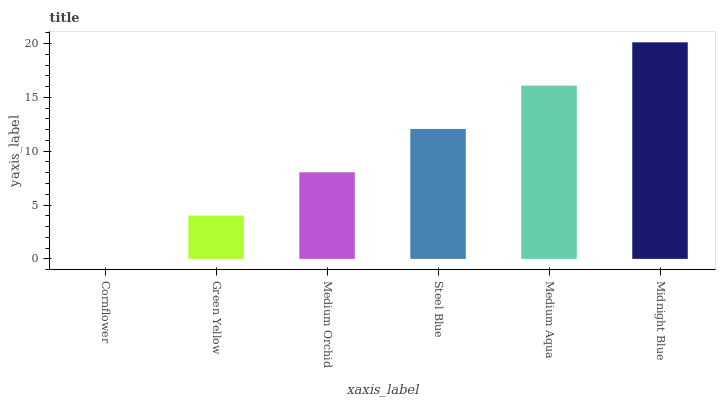 title
yaxis_label
20
15
10
5
0
Cornflower
Green Yellow
Medium Orchid
Steel Blue
Medium Aqua
Midnight Blue
xaxis_label